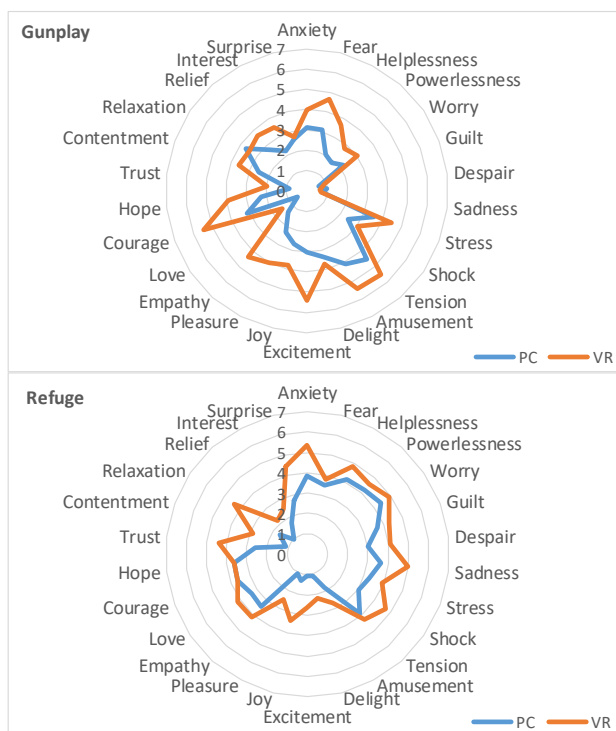 Gunplay
Anxiety
Surprise Fear
Interest Helplessness
Relief Powerlessness
Relaxation Worry
Contentment Guilt
Trust Despair
Hope Sadness
Courage Stress
Love Shock
Empathy Tension
Pleasure Amusement
Joy Delight
Excitement
7
6
5
4
3
2
1
0
PC VR
Refuge
Anxiety
Surprise Fear
Interest Helplessness
Relief Powerlessness
Relaxation Worry
Contentment Guilt
Trust Despair
Hope Sadness
Courage Stress
Love Shock
Empathy Tension
Pleasure Amusement
Joy Delight
Excitement
7
6
5
4
3
2
1
0
PC VR